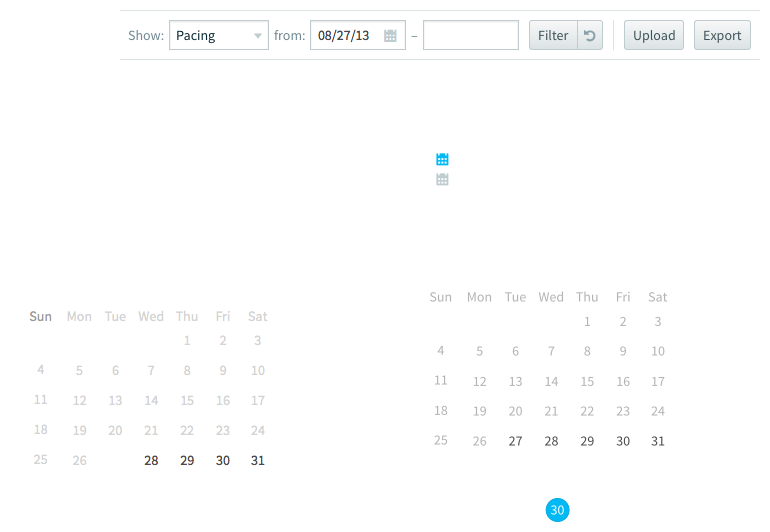 Show: Pacing from: 08/27/13 – Filter Upload Export
Sun Mon Tue Wed Thu Fri Sat
1 2 3
4 5 6 7 8 9 10
11 12 13 14 15 16 17
18 19 20 21 22 23 24
25 26 28 29 30 31
Sun Mon Tue Wed Thu Fri Sat
1 2 3
4 5 6 7 8 9 10
11 12 13 14 15 16 17
18 19 20 21 22 23 24
25 26 27 28 29 30 31
30